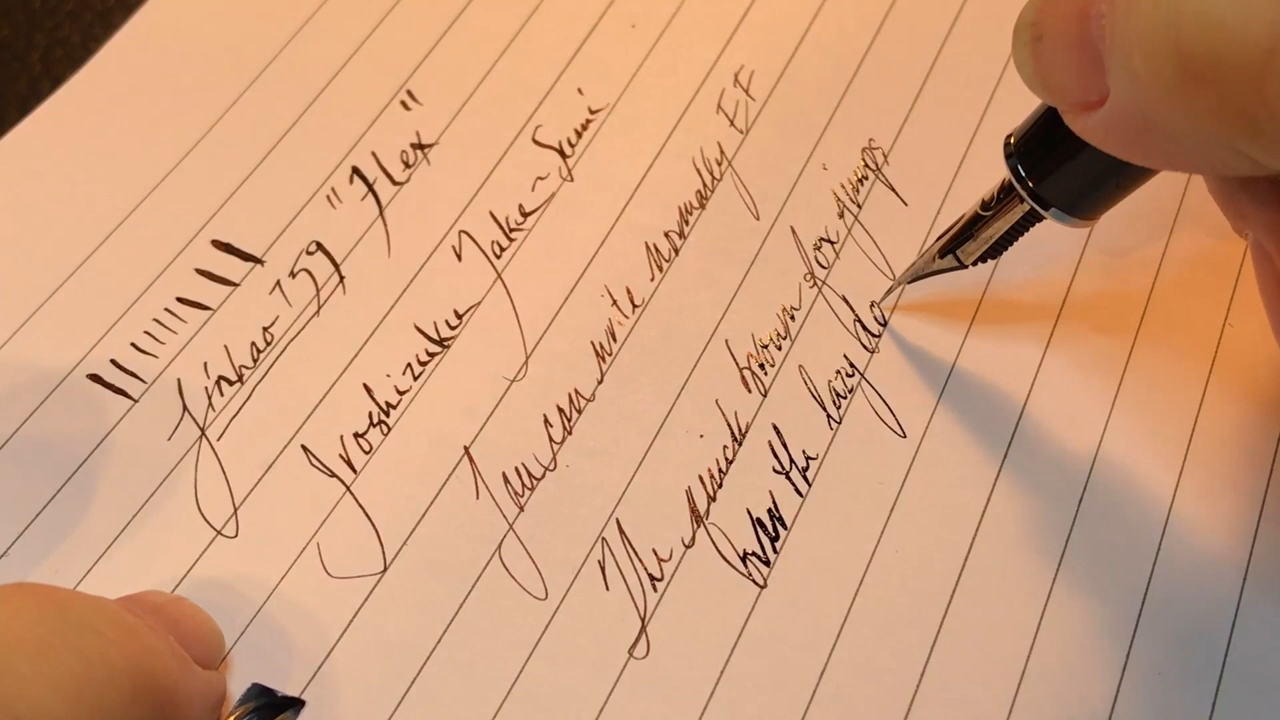 Jinhao 159 "Flex"
Iroshizuku Take-Sumi
You can write normally EF
The quick brown fox jumps
over the lazy do